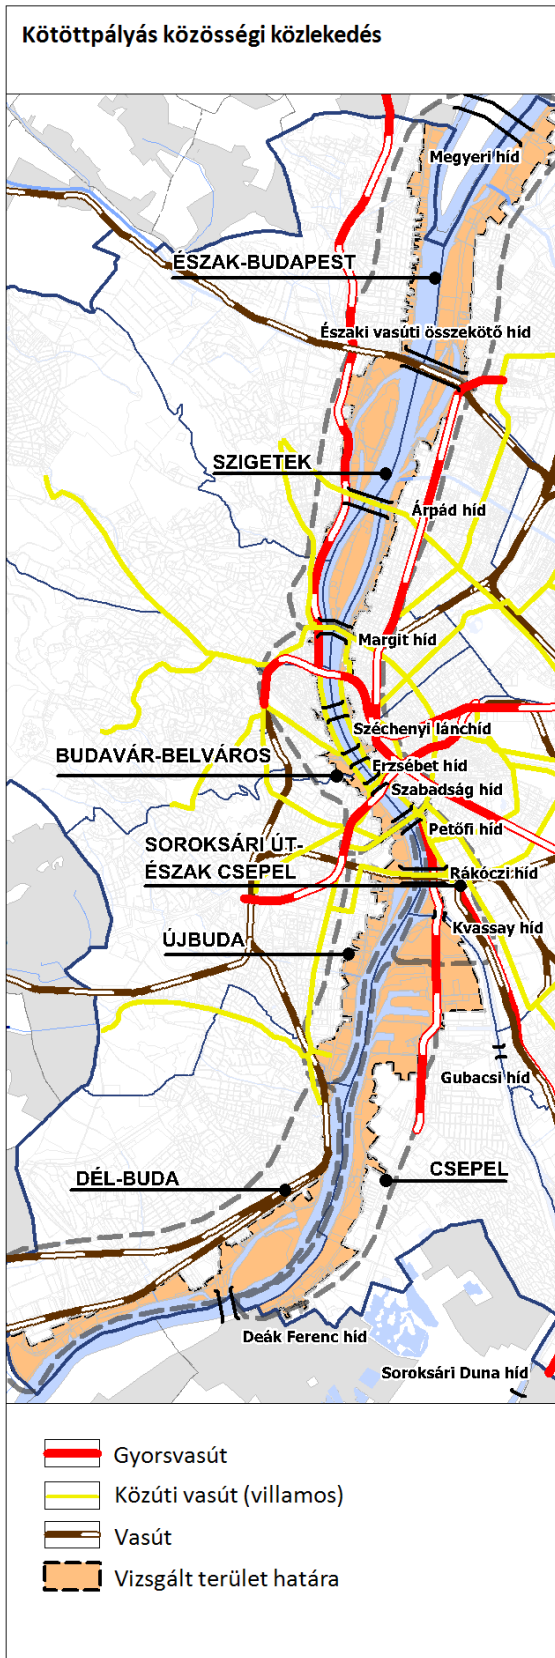 Kötöttpályás közösségi közlekedés
Megyeri híd
ÉSZAK-BUDAPEST
Északi vasúti összekötő híd
SZIGETEK
Árpád híd
Margit híd
Széchenyi lánchíd
BUDAVÁR-BELVÁROS
Erzsébet híd
Szabadság híd
Petőfi híd
SOROKSÁRI ÚT-
ÉSZAK CSEPEL
Rákóczi híd
Kvassay híd
ÚJBUDA
Gubacsi híd
DÉL-BUDA
CSEPEL
Deák Ferenc híd
Soroksári Duna híd
Gyorsvasút
Közúti vasút (villamos)
Vasút
Vizsgált terület határa